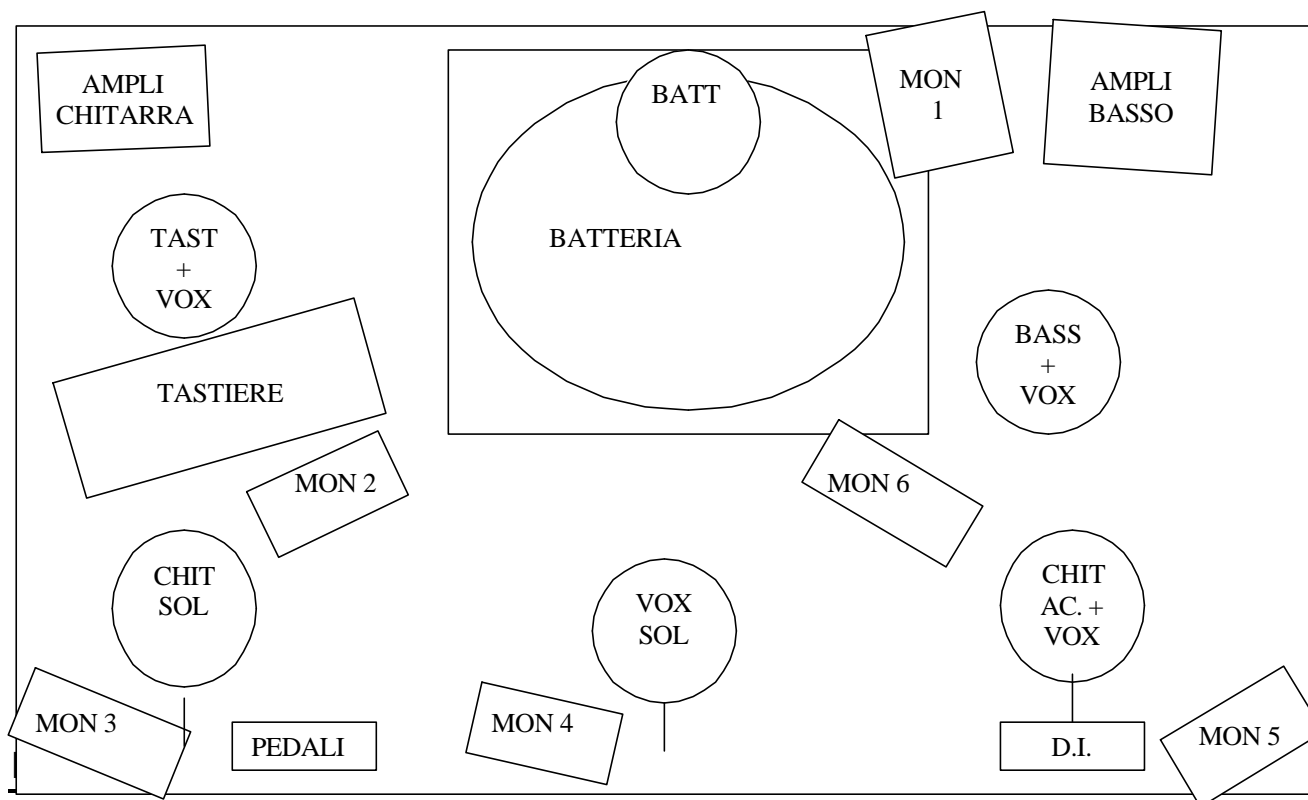 AMPLI
CHITARRA
BATT
MON
1
AMPLI
BASSO
TAST
+
VOX
BATTERIA
BASS
+
VOX
TASTIERE
MON 2
MON 6
CHIT
SOL
VOX
SOL
CHIT
AC. +
VOX
MON 3
PEDALI
MON 4
D.I.
MON 5